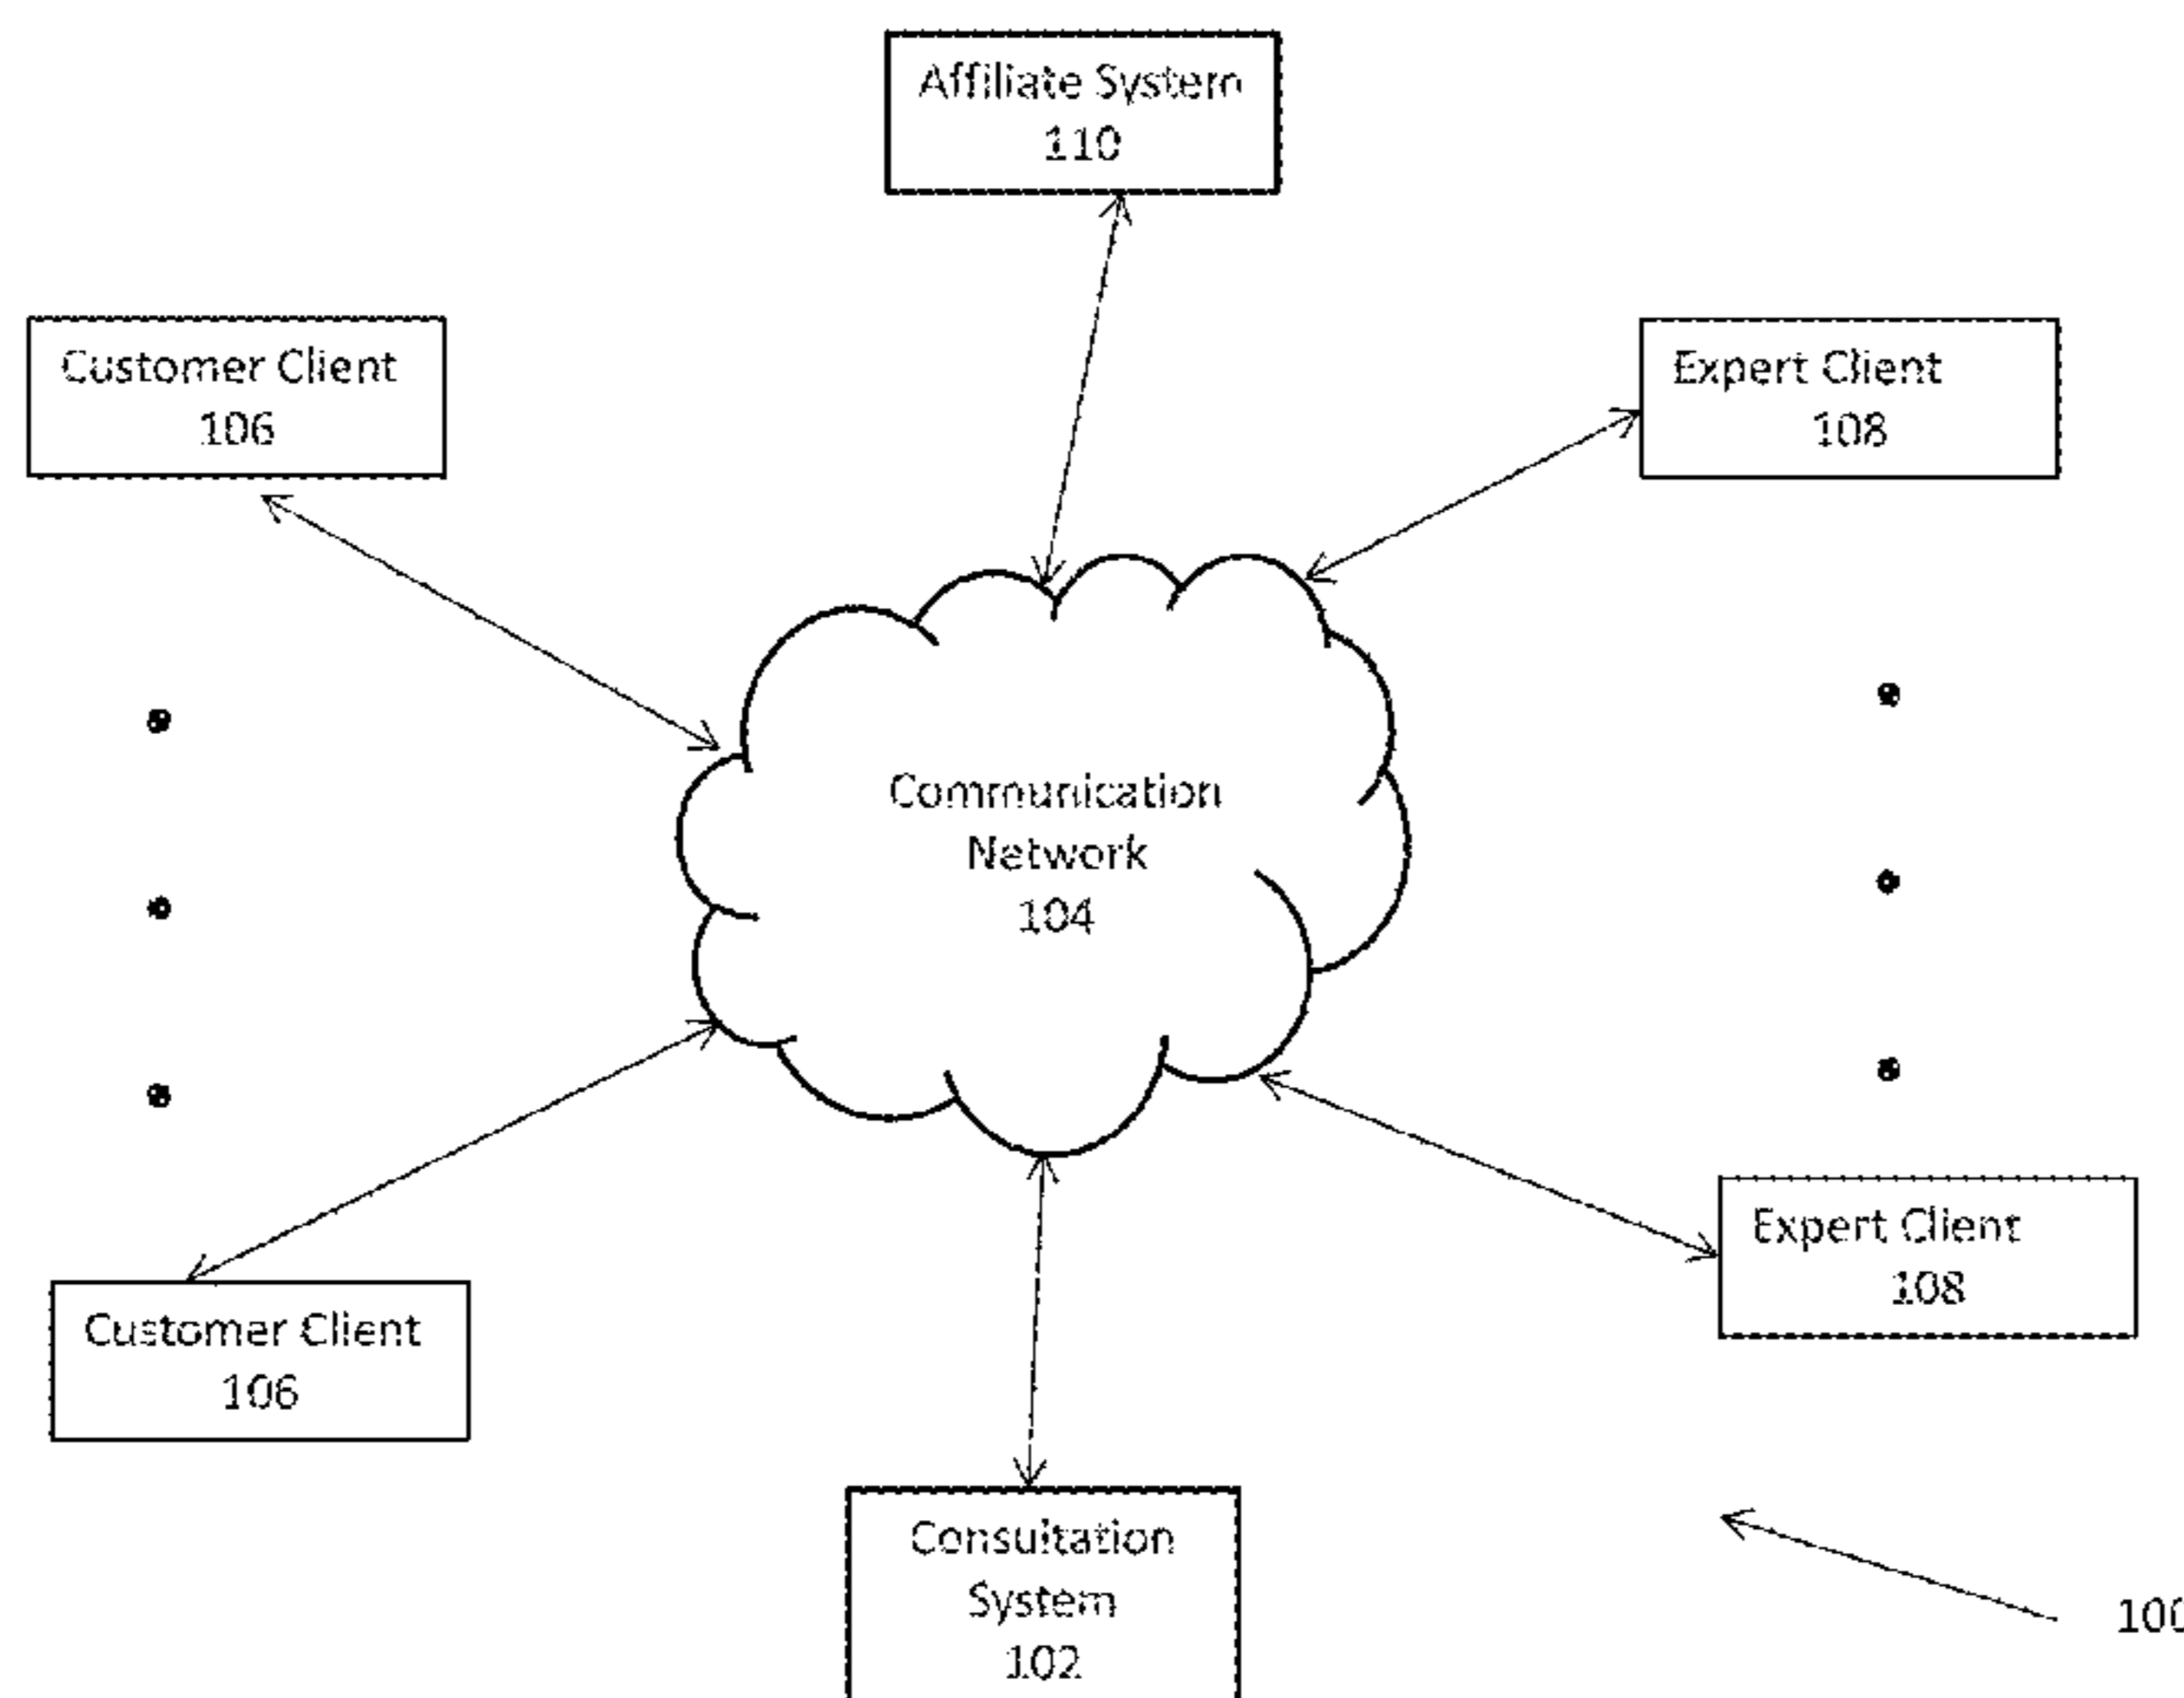 Affiliate System
110
Customer Client
106
Expert Client
108
Communication
Network
104
Customer Client
106
Expert Client
108
Consultation
System
102
100